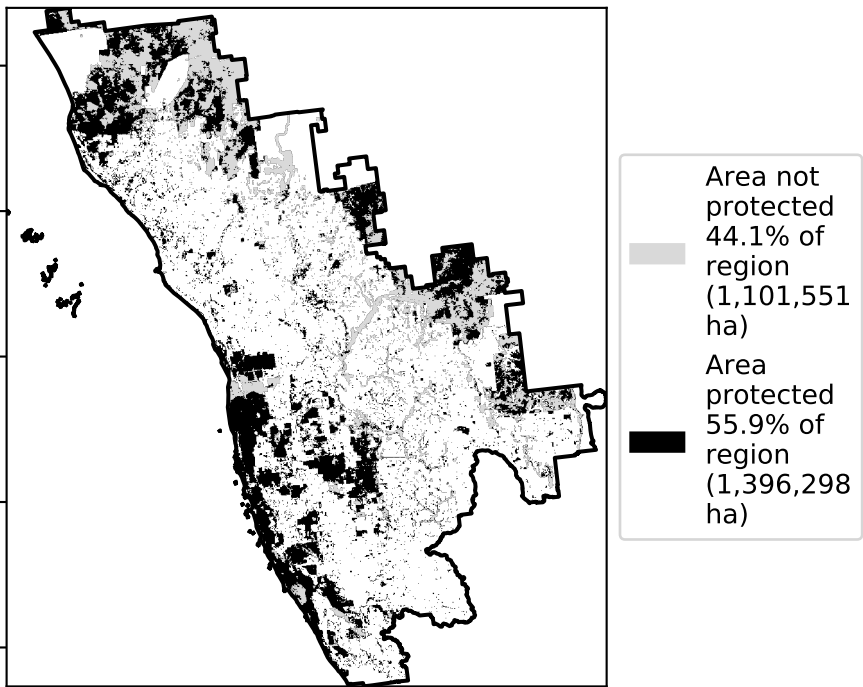 Area not
protected
44.1% of
region
(1,101,551
ha)
Area
protected
55.9% of
region
(1,396,298
ha)